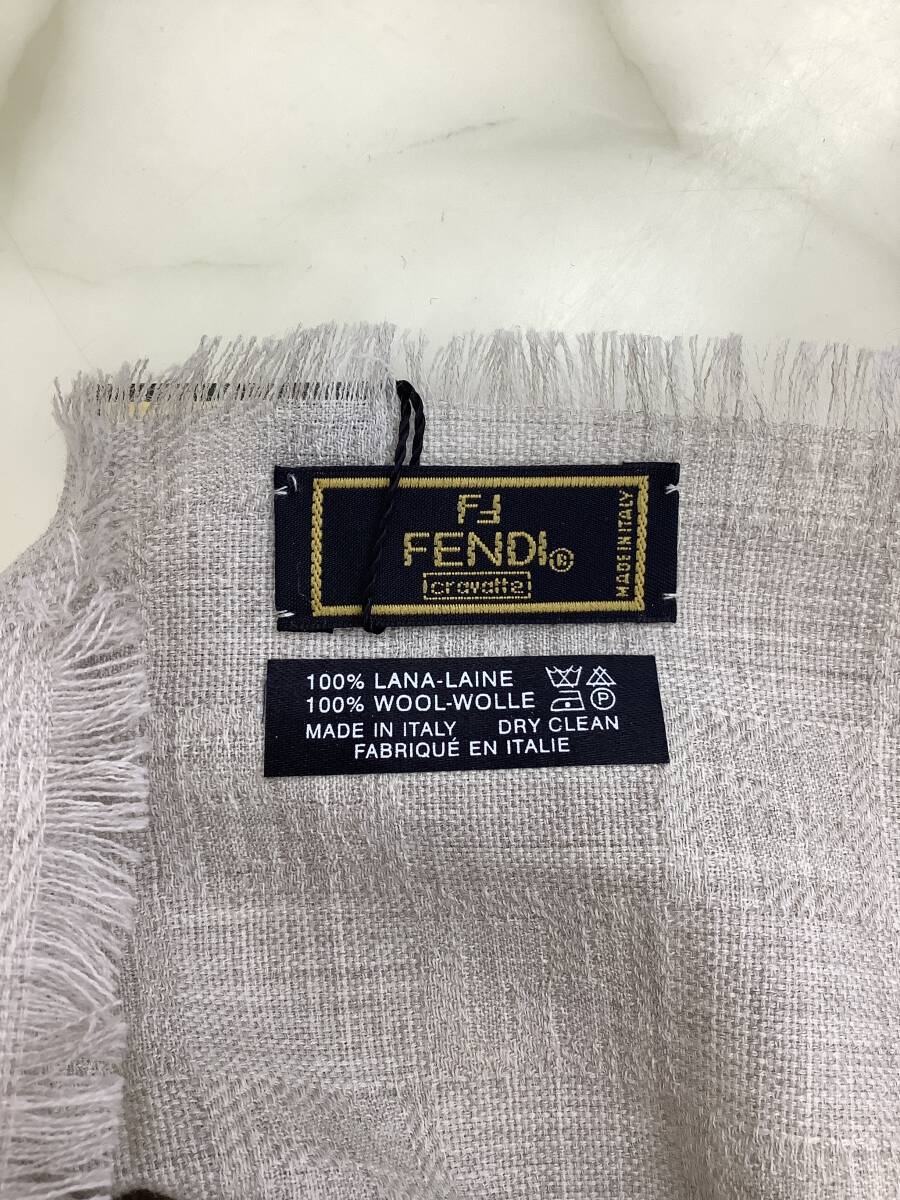 FF
FENDI®
cravatte
MADE IN ITALY
100% LANA-LAINE
100% WOOL-WOLLE
MADE IN ITALY DRY CLEAN
FABRIQUÉ EN ITALIE
P